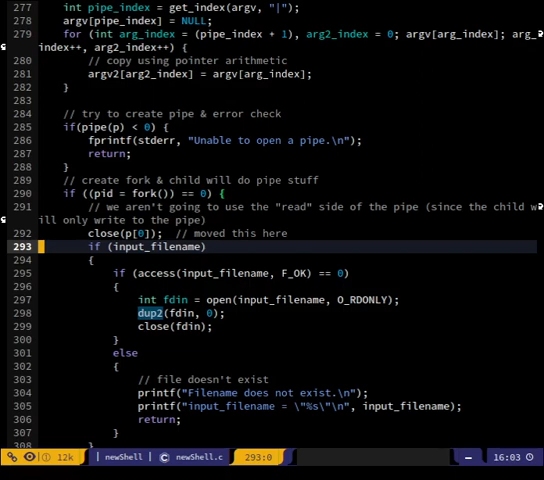 277 int pipe_index = get_index(argv, "|");
278 argv[pipe_index] = NULL;
279 for (int arg_index = (pipe_index + 1), arg2_index = 0; argv[arg_index]; arg_
index++, arg2_index++) {
280 // copy using pointer arithmetic
281 argv2[arg2_index] = argv[arg_index];
282 }
283
284 // try to create pipe & error check
285 if(pipe(p) < 0) {
286 fprintf(stderr, "Unable to open a pipe.\n");
287 return;
288 }
289 // create fork & child will do pipe stuff
290 if ((pid = fork()) == 0) {
291 // we aren't going to use the "read" side of the pipe (since the child w
ill only write to the pipe)
292 close(p[0]);  // moved this here
293 if (input_filename)
294 {
295 if (access(input_filename, F_OK) == 0)
296 {
297 int fdin = open(input_filename, O_RDONLY);
298 dup2(fdin, 0);
299 close(fdin);
300 }
301 else
302 {
303 // file doesn't exist
304 printf("Filename does not exist.\n");
305 printf("input_filename = \"%s\"\n", input_filename);
306 return;
307 }
308 }
12k | newShell | newShell.c 293:0 16:03